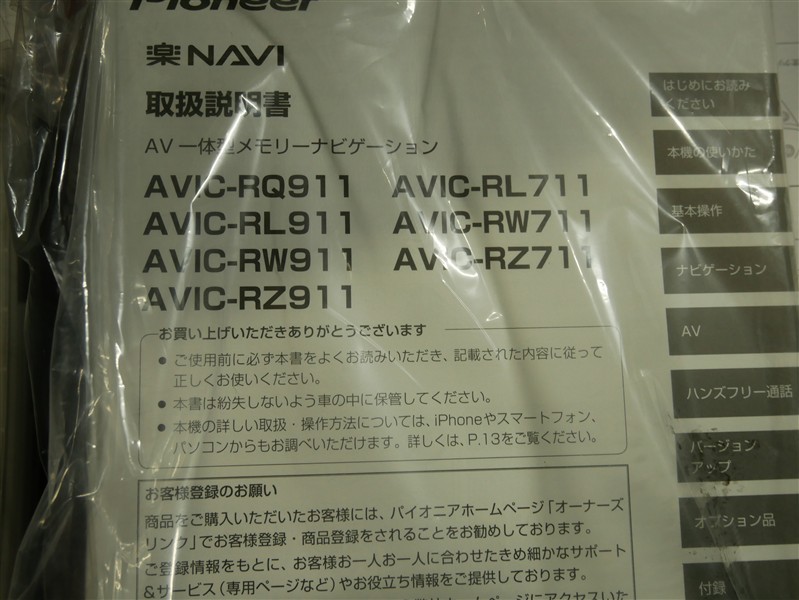 Pioneer
楽NAVI
取扱説明書
AV一体型メモリーナビゲーション
AVIC-RQ911 AVIC-RL711
AVIC-RL911 AVIC-RW711
AVIC-RW911 AVIC-RZ711
AVIC-RZ911
お買い上げいただきありがとうございます
● ご使用前に必ず本書をよくお読みいただき、記載された内容に従って
正しくお使いください。
● 本書は紛失しないよう車の中に保管してください。
● 本機の詳しい取扱・操作方法については、iPhoneやスマートフォン、
パソコンからもお調べいただけます。詳しくは、P.13をご覧ください。
お客様登録のお願い
商品をご購入いただいたお客様には、パイオニアホームページ「オーナーズ
リンク」でお客様登録・商品登録をされることをお勧めしております。
ご登録情報をもとに、お客様お一人お一人に合わせたきめ細かなサポート
&サービス(専用ページなど)やお役立ち情報をご提供しております。
ホームページにアクセスいた
はじめにお読み
ください
本機の使いかた
基本操作
ナビゲーション
AV
ハンズフリー通話
バージョン
アップ
オプション品
付録